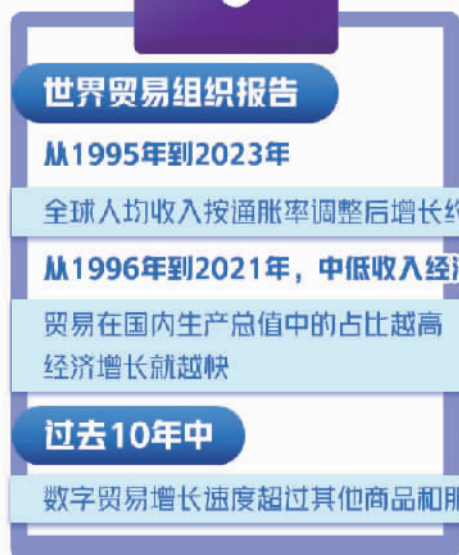 世界贸易组织报告
从1995年到2023年
全球人均收入按通胀率调整后增长
从1996年到2021年，中低收入经
贸易在国内生产总值中的占比越高
经济增长就越快
过去10年中
数字贸易增长速度超过其他商品和